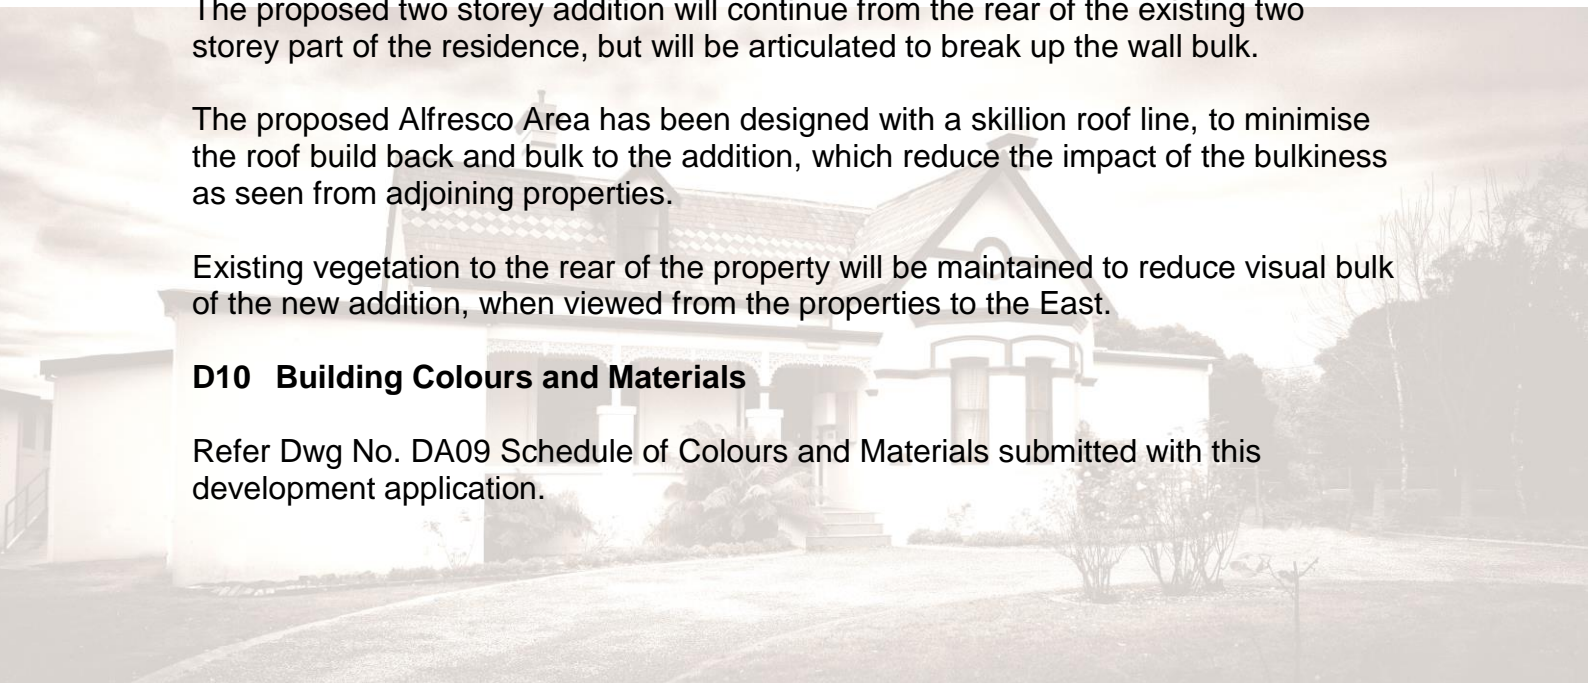 The proposed two storey addition will continue from the rear of the existing two
storey part of the residence, but will be articulated to break up the wall bulk.
The proposed Alfresco Area has been designed with a skillion roof line, to minimise
the roof build back and bulk to the addition, which reduce the impact of the bulkiness
as seen from adjoining properties.
Existing vegetation to the rear of the property will be maintained to reduce visual bulk
of the new addition, when viewed from the properties to the East.
D10 Building Colours and Materials
Refer Dwg No. DA09 Schedule of Colours and Materials submitted with this
development application.